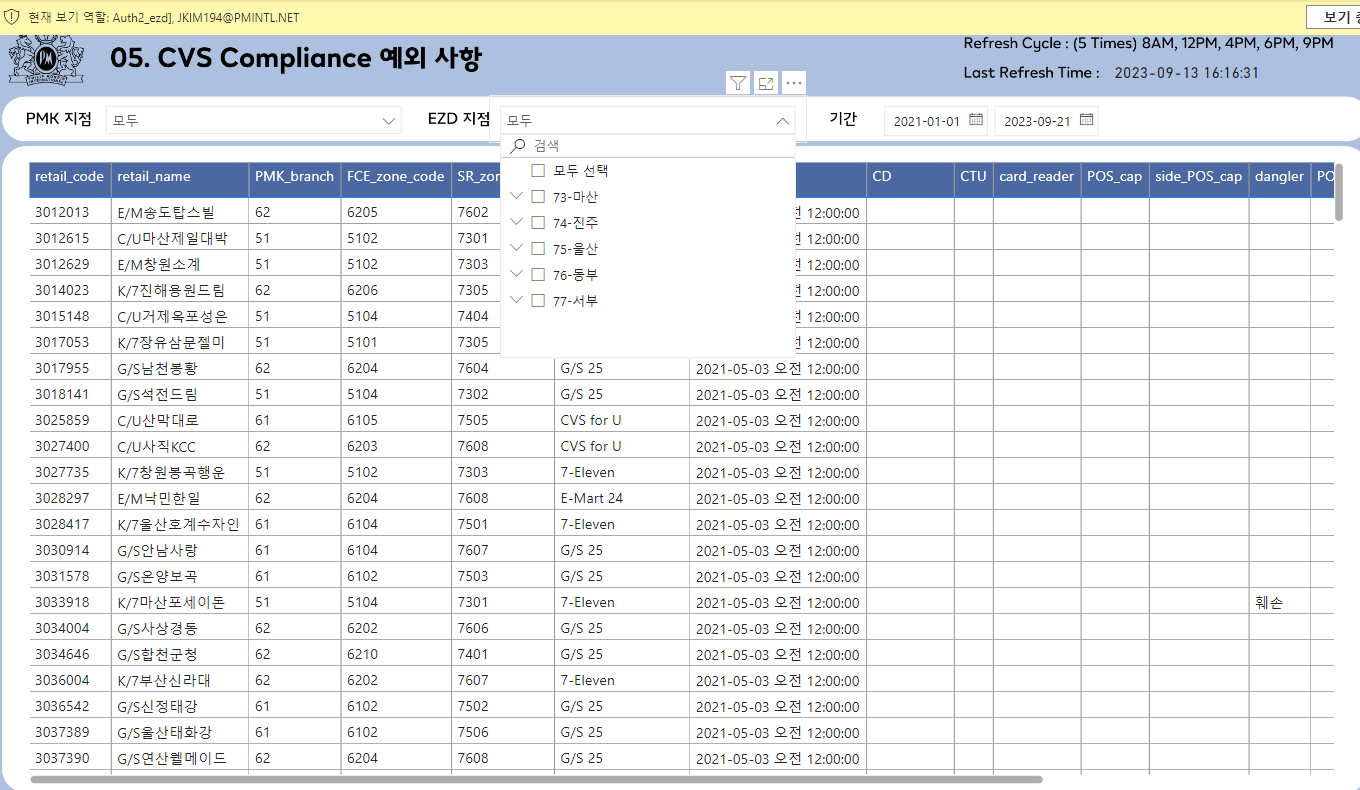 현재 보기 역할: Auth2_ezd], JKIM194@PMINTL.NET
보기 중
05. CVS Compliance 예외 사항
Refresh Cycle : (5 Times) 8AM, 12PM, 4PM, 6PM, 9PM
Last Refresh Time : 2023-09-13 16:16:31
PMK 지점 모두 EZD 지점 모두 기간 2021-01-01 2023-09-21
검색
모두 선택
73-마산
74-진주
75-울산
76-동부
77-서부
retail_code retail_name PMK_branch FCE_zone_code SR_zon CD CTU card_reader POS_cap side_POS_cap dangler PO
3012013 E/M송도탑스빌 62 6205 7602 전 12:00:00
3012615 C/U마산제일대박 51 5102 7301 전 12:00:00
3012629 E/M창원소계 51 5102 7303 전 12:00:00
3014023 K/7진해용원드림 62 6206 7305 전 12:00:00
3015148 C/U거제옥포성은 51 5104 7404 전 12:00:00
3017053 K/7장유삼문젤미 51 5101 7305 전 12:00:00
3017955 G/S남천봉황 62 6204 7604 G/S 25 2021-05-03 오전 12:00:00
3018141 G/S석전드림 51 5104 7302 G/S 25 2021-05-03 오전 12:00:00
3025859 C/U산막대로 61 6105 7505 CVS for U 2021-05-03 오전 12:00:00
3027400 C/U사직KCC 62 6203 7608 CVS for U 2021-05-03 오전 12:00:00
3027735 K/7창원봉곡행운 51 5102 7303 7-Eleven 2021-05-03 오전 12:00:00
3028297 E/M낙민한일 62 6204 7608 E-Mart 24 2021-05-03 오전 12:00:00
3028417 K/7울산호계수자인 61 6104 7501 7-Eleven 2021-05-03 오전 12:00:00
3030914 G/S안남사랑 61 6104 7607 G/S 25 2021-05-03 오전 12:00:00
3031578 G/S온양보곡 61 6102 7503 G/S 25 2021-05-03 오전 12:00:00
3033918 K/7마산포세이돈 51 5104 7301 7-Eleven 2021-05-03 오전 12:00:00 훼손
3034004 G/S사상경동 62 6202 7606 G/S 25 2021-05-03 오전 12:00:00
3034646 G/S합천군청 62 6210 7401 G/S 25 2021-05-03 오전 12:00:00
3036004 K/7부산신라대 62 6202 7607 7-Eleven 2021-05-03 오전 12:00:00
3036542 G/S신정태강 61 6102 7502 G/S 25 2021-05-03 오전 12:00:00
3037389 G/S울산태화강 61 6102 7506 G/S 25 2021-05-03 오전 12:00:00
3037390 G/S연산웰메이드 62 6204 7608 G/S 25 2021-05-03 오전 12:00:00